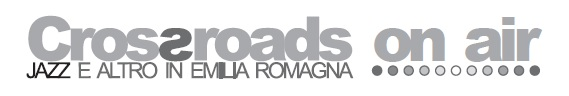 Crossroads on air
JAZZ E ALTRO IN EMILIA ROMAGNA